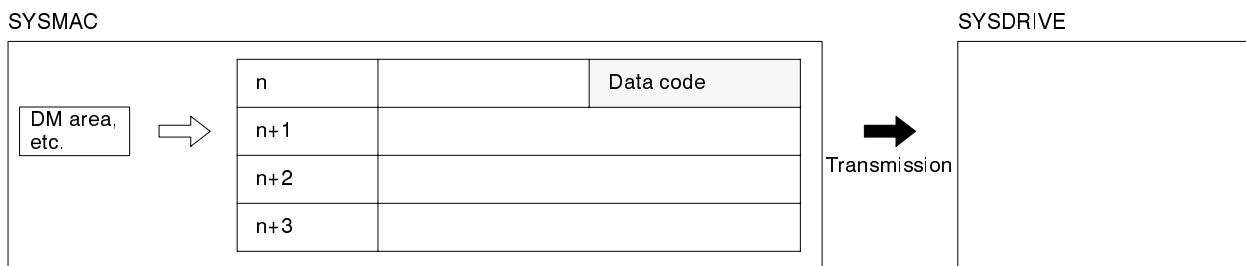 SYSMAC
SYSDRIVE
n
Data code
DM area,
etc.
n+1
Transmission
n+2
n+3